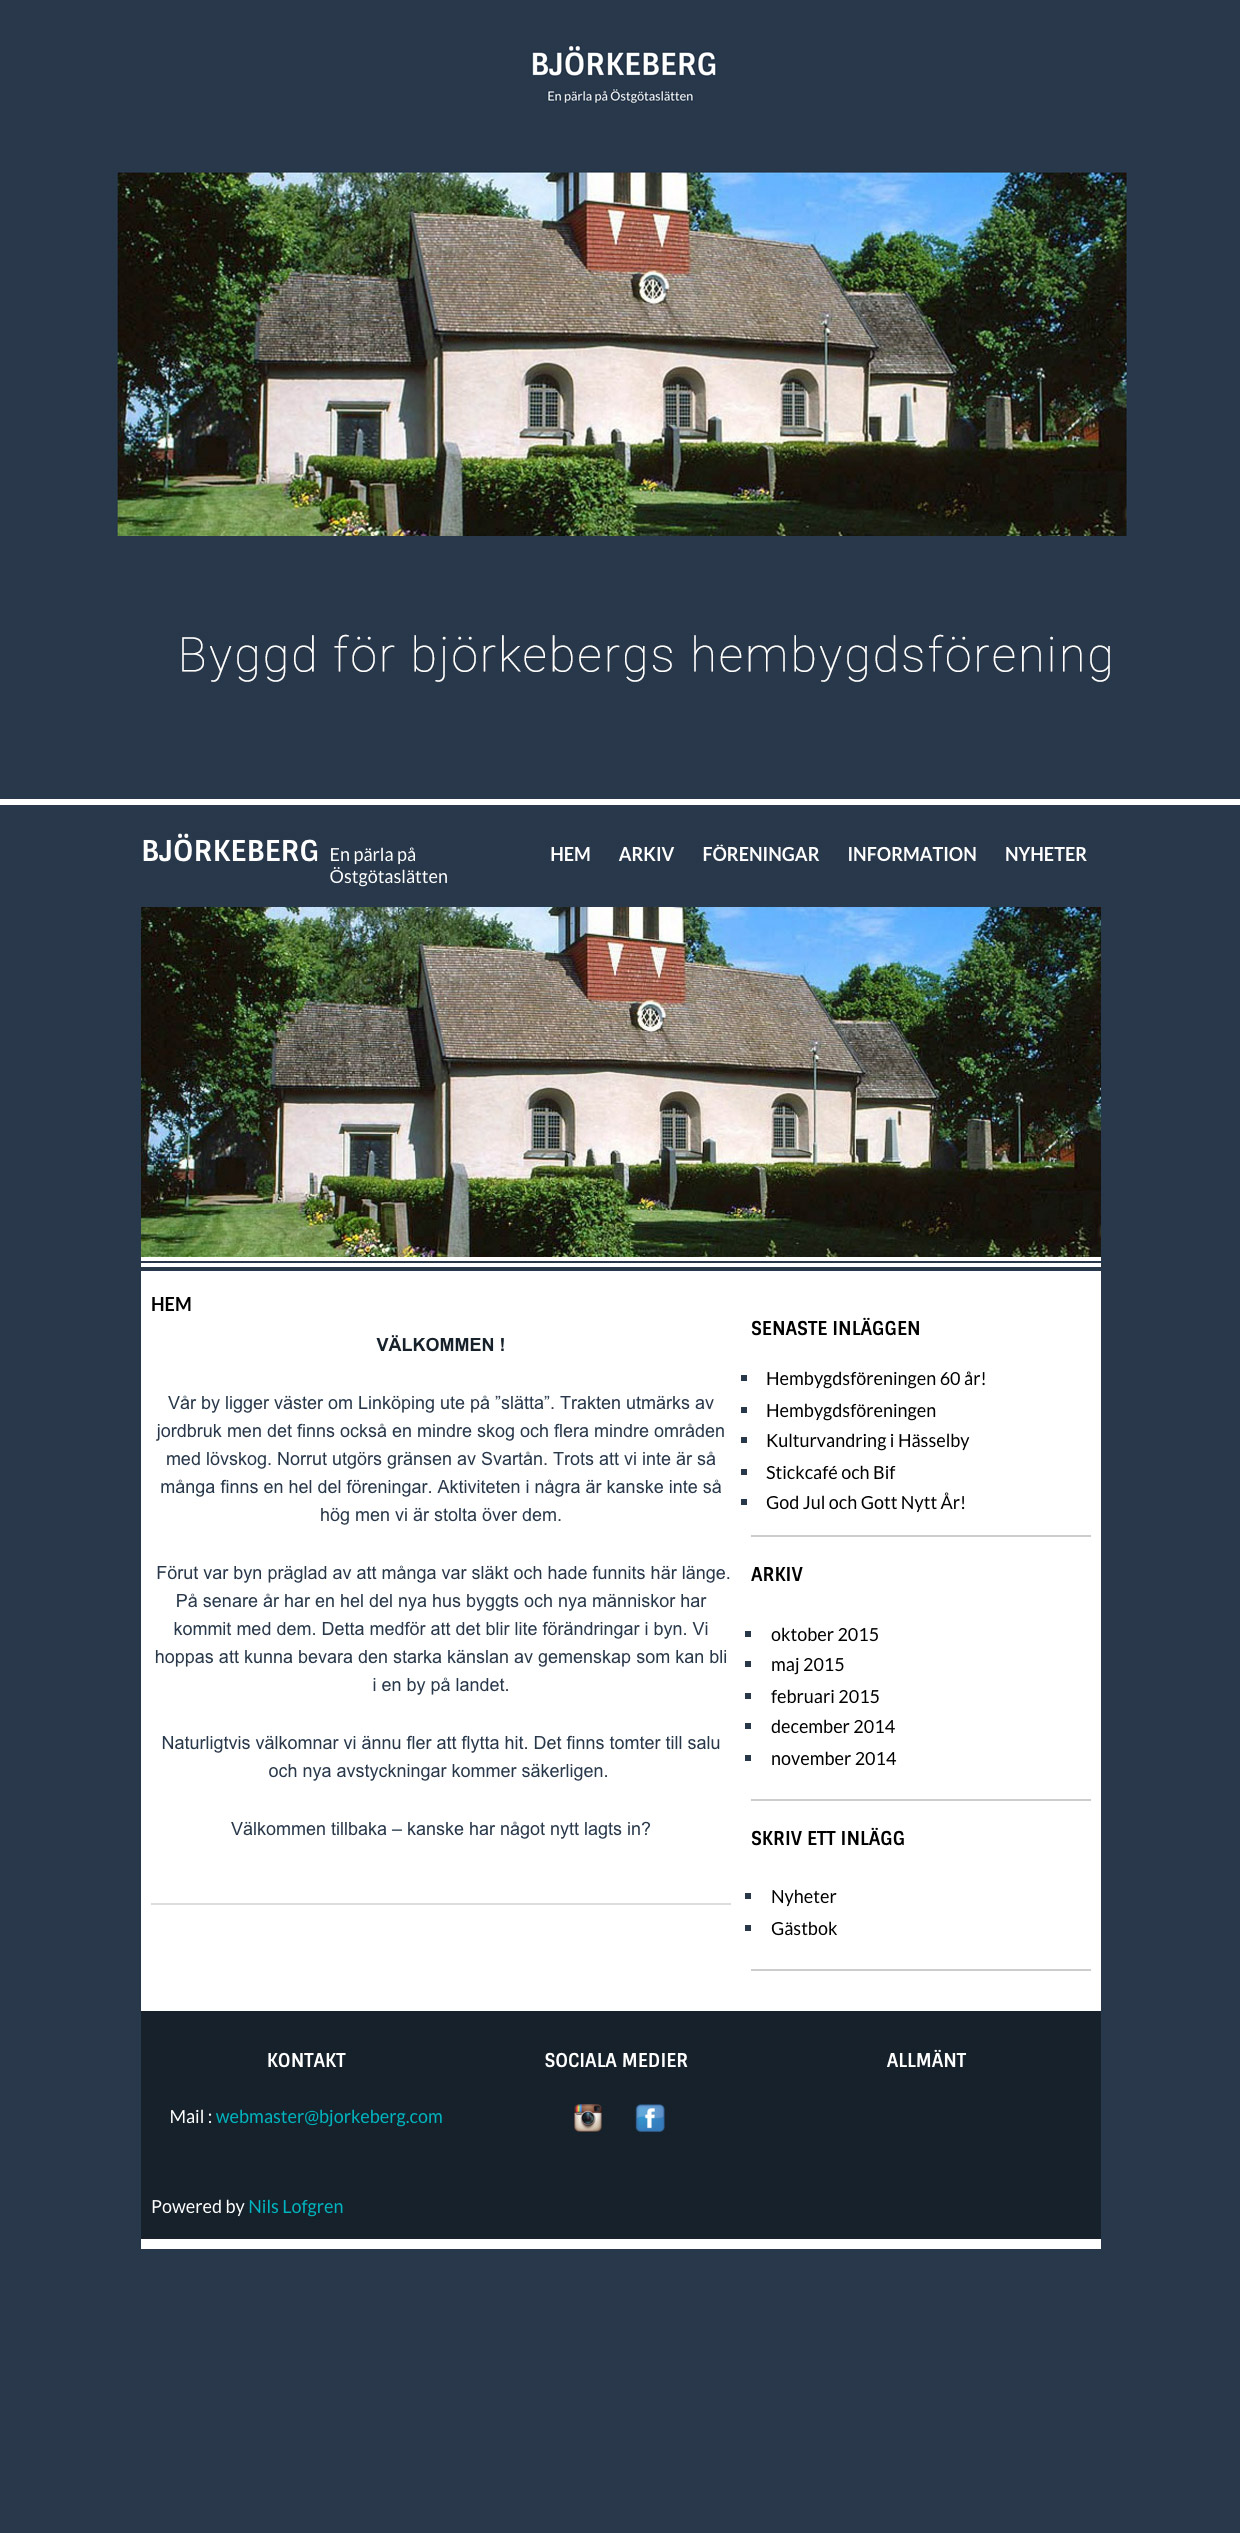 BJÖRKEBERG
En pärla på Östgötaslätten
Byggd för björkebergs hembygdsförening
BJÖRKEBERG
En pärla på
Östgötaslätten
HEM ARKIV FÖRENINGAR INFORMATION NYHETER
HEM
VÄLKOMMEN !
Vår by ligger väster om Linköping ute på ”slätta”. Trakten utmärks av
jordbruk men det finns också en mindre skog och flera mindre områden
med lövskog. Norrut utgörs gränsen av Svartån. Trots att vi inte är så
många finns en hel del föreningar. Aktiviteten i några är kanske inte så
hög men vi är stolta över dem.
Förut var byn präglad av att många var släkt och hade funnits här länge.
På senare år har en hel del nya hus byggts och nya människor har
kommit med dem. Detta medför att det blir lite förändringar i byn. Vi
hoppas att kunna bevara den starka känslan av gemenskap som kan bli
i en by på landet.
Naturligtvis välkomnar vi ännu fler att flytta hit. Det finns tomter till salu
och nya avstyckningar kommer säkerligen.
Välkommen tillbaka – kanske har något nytt lagts in?
SENASTE INLÄGGEN
Hembygdsföreningen 60 år!
Hembygdsföreningen
Kulturvandring i Hässelby
Stickcafé och Bif
God Jul och Gott Nytt År!
ARKIV
oktober 2015
maj 2015
februari 2015
december 2014
november 2014
SKRIV ETT INLÄGG
Nyheter
Gästbok
KONTAKT
Mail : webmaster@bjorkeberg.com
SOCIALA MEDIER
ALLMÄNT
Powered by Nils Lofgren